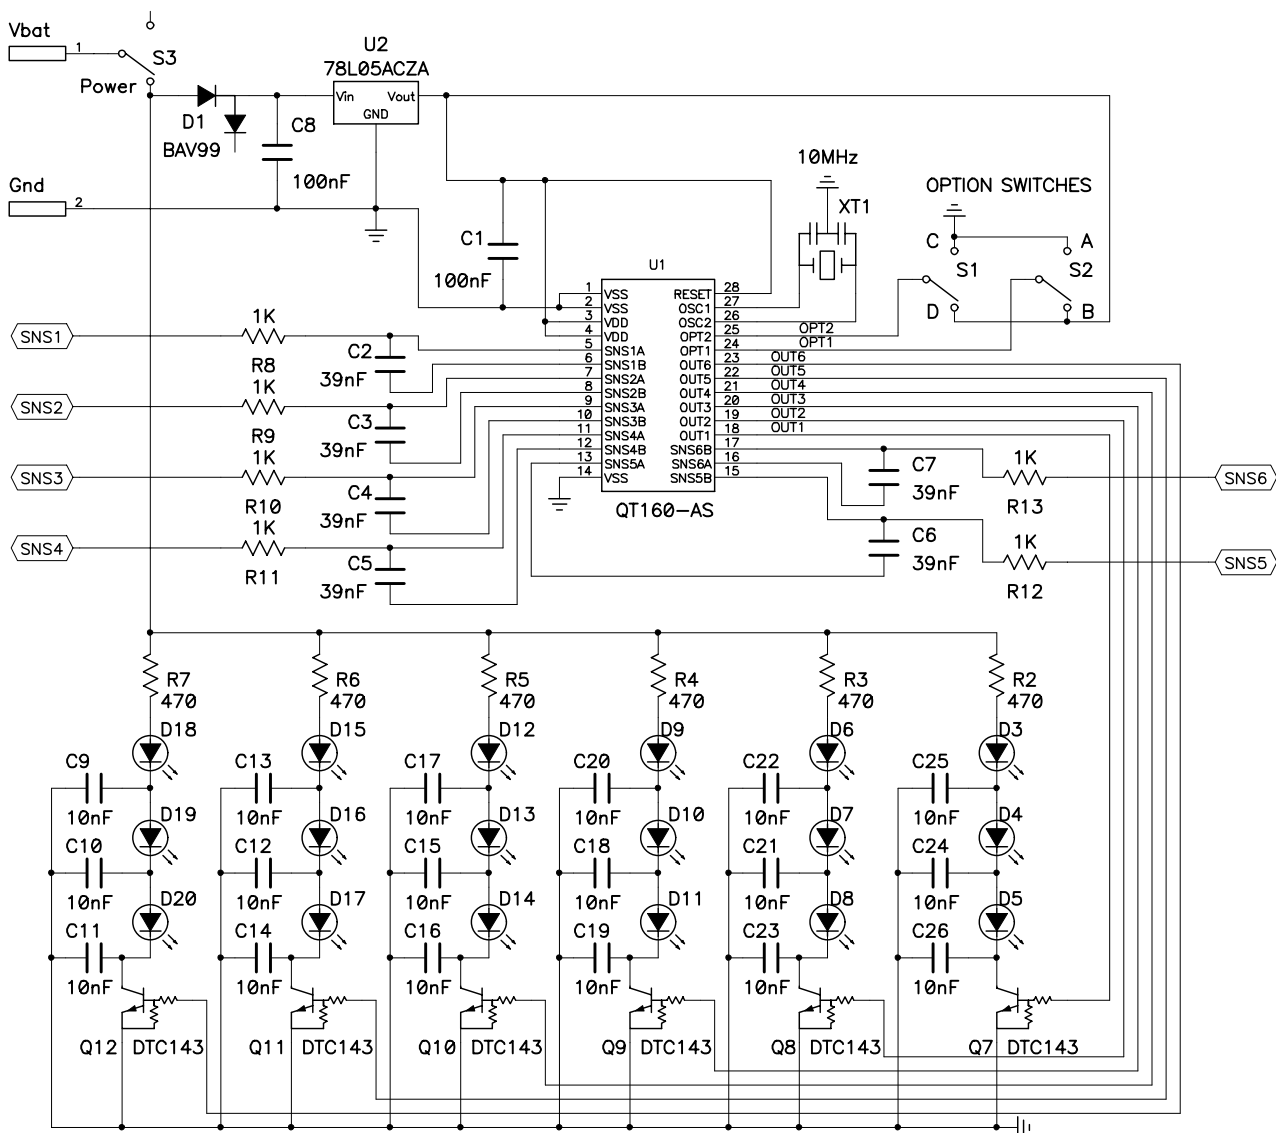 Vbat
1
S3
Power
U2
78L05ACZA
Vin
Vout
GND
D1
BAV99
C8
100nF
Gnd
2
C1
100nF
10MHz
XT1
OPTION SWITCHES
C
A
S1
S2
D
B
U1
1
VSS
2
VSS
3
VDD
4
VDD
5
SNS1A
6
SNS1B
7
SNS2A
8
SNS2B
9
SNS3A
10
SNS3B
11
SNS4A
12
SNS4B
13
SNS5A
14
VSS
RESET
28
OSC1
27
OSC2
26
OPT2
25
OPT2
OPT1
24
OPT1
OUT6
23
OUT6
OUT5
22
OUT5
OUT4
21
OUT4
OUT3
20
OUT3
OUT2
19
OUT2
OUT1
18
OUT1
SNS6B
17
SNS6A
16
SNS5B
15
QT160-AS
SNS1
1K
R8
C2
39nF
SNS2
1K
R9
C3
39nF
SNS3
1K
R10
C4
39nF
SNS4
1K
R11
C5
39nF
C7
39nF
1K
R13
SNS6
C6
39nF
1K
R12
SNS5
R7
470
R6
470
R5
470
R4
470
R3
470
R2
470
D18
D15
D12
D9
D6
D3
C9
10nF
C13
10nF
C17
10nF
C20
10nF
C22
10nF
C25
10nF
D19
D16
D13
D10
D7
D4
C10
10nF
C12
10nF
C15
10nF
C18
10nF
C21
10nF
C24
10nF
D20
D17
D14
D11
D8
D5
C11
10nF
C14
10nF
C16
10nF
C19
10nF
C23
10nF
C26
10nF
Q12
DTC143
Q11
DTC143
Q10
DTC143
Q9
DTC143
Q8
DTC143
Q7
DTC143